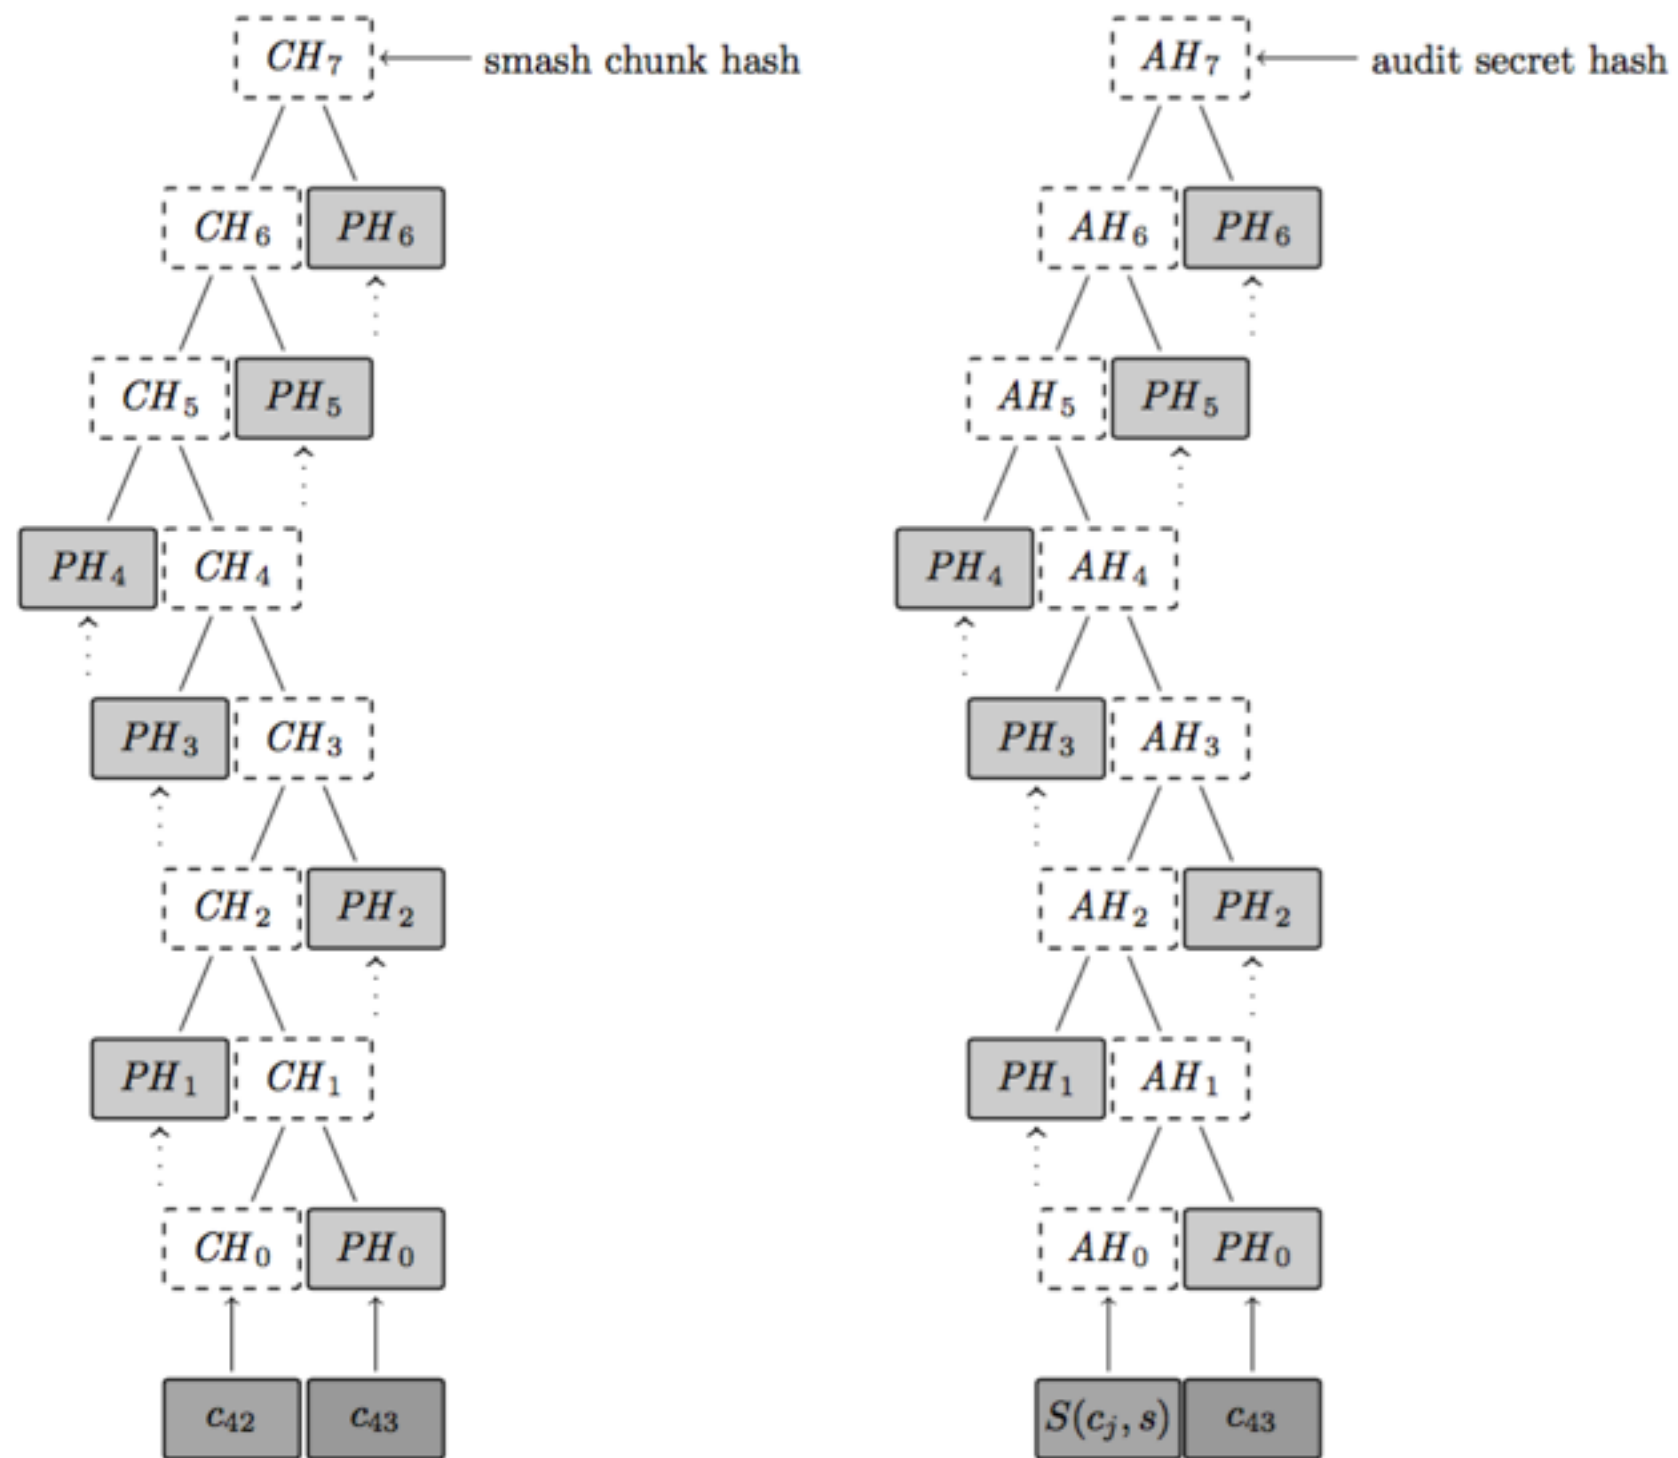 CH₇ ← smash chunk hash AH₇ ← audit secret hash
CH₆ PH₆ AH₆ PH₆
CH₅ PH₅ AH₅ PH₅
PH₄ CH₄ PH₄ AH₄
PH₃ CH₃ PH₃ AH₃
CH₂ PH₂ AH₂ PH₂
PH₁ CH₁ PH₁ AH₁
CH₀ PH₀ AH₀ PH₀
c₄₂ c₄₃ S(cⱼ, s) c₄₃